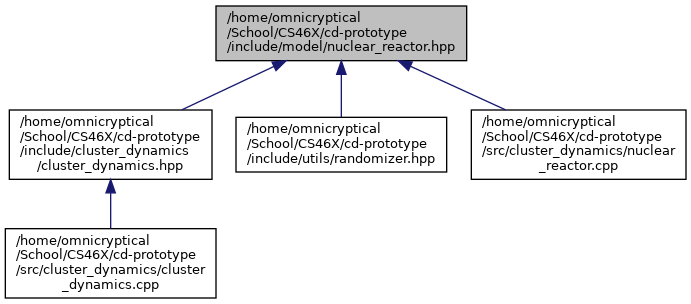 /home/omnicryptical
/School/CS46X/cd-prototype
/include/model/nuclear_reactor.hpp
/home/omnicryptical
/School/CS46X/cd-prototype
/include/cluster_dynamics
/cluster_dynamics.hpp
/home/omnicryptical
/School/CS46X/cd-prototype
/include/utils/randomizer.hpp
/home/omnicryptical
/School/CS46X/cd-prototype
/src/cluster_dynamics/nuclear
_reactor.cpp
/home/omnicryptical
/School/CS46X/cd-prototype
/src/cluster_dynamics/cluster
_dynamics.cpp